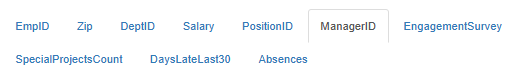 EmpID Zip DeptID Salary PositionID ManagerID EngagementSurvey
SpecialProjectsCount DaysLateLast30 Absences